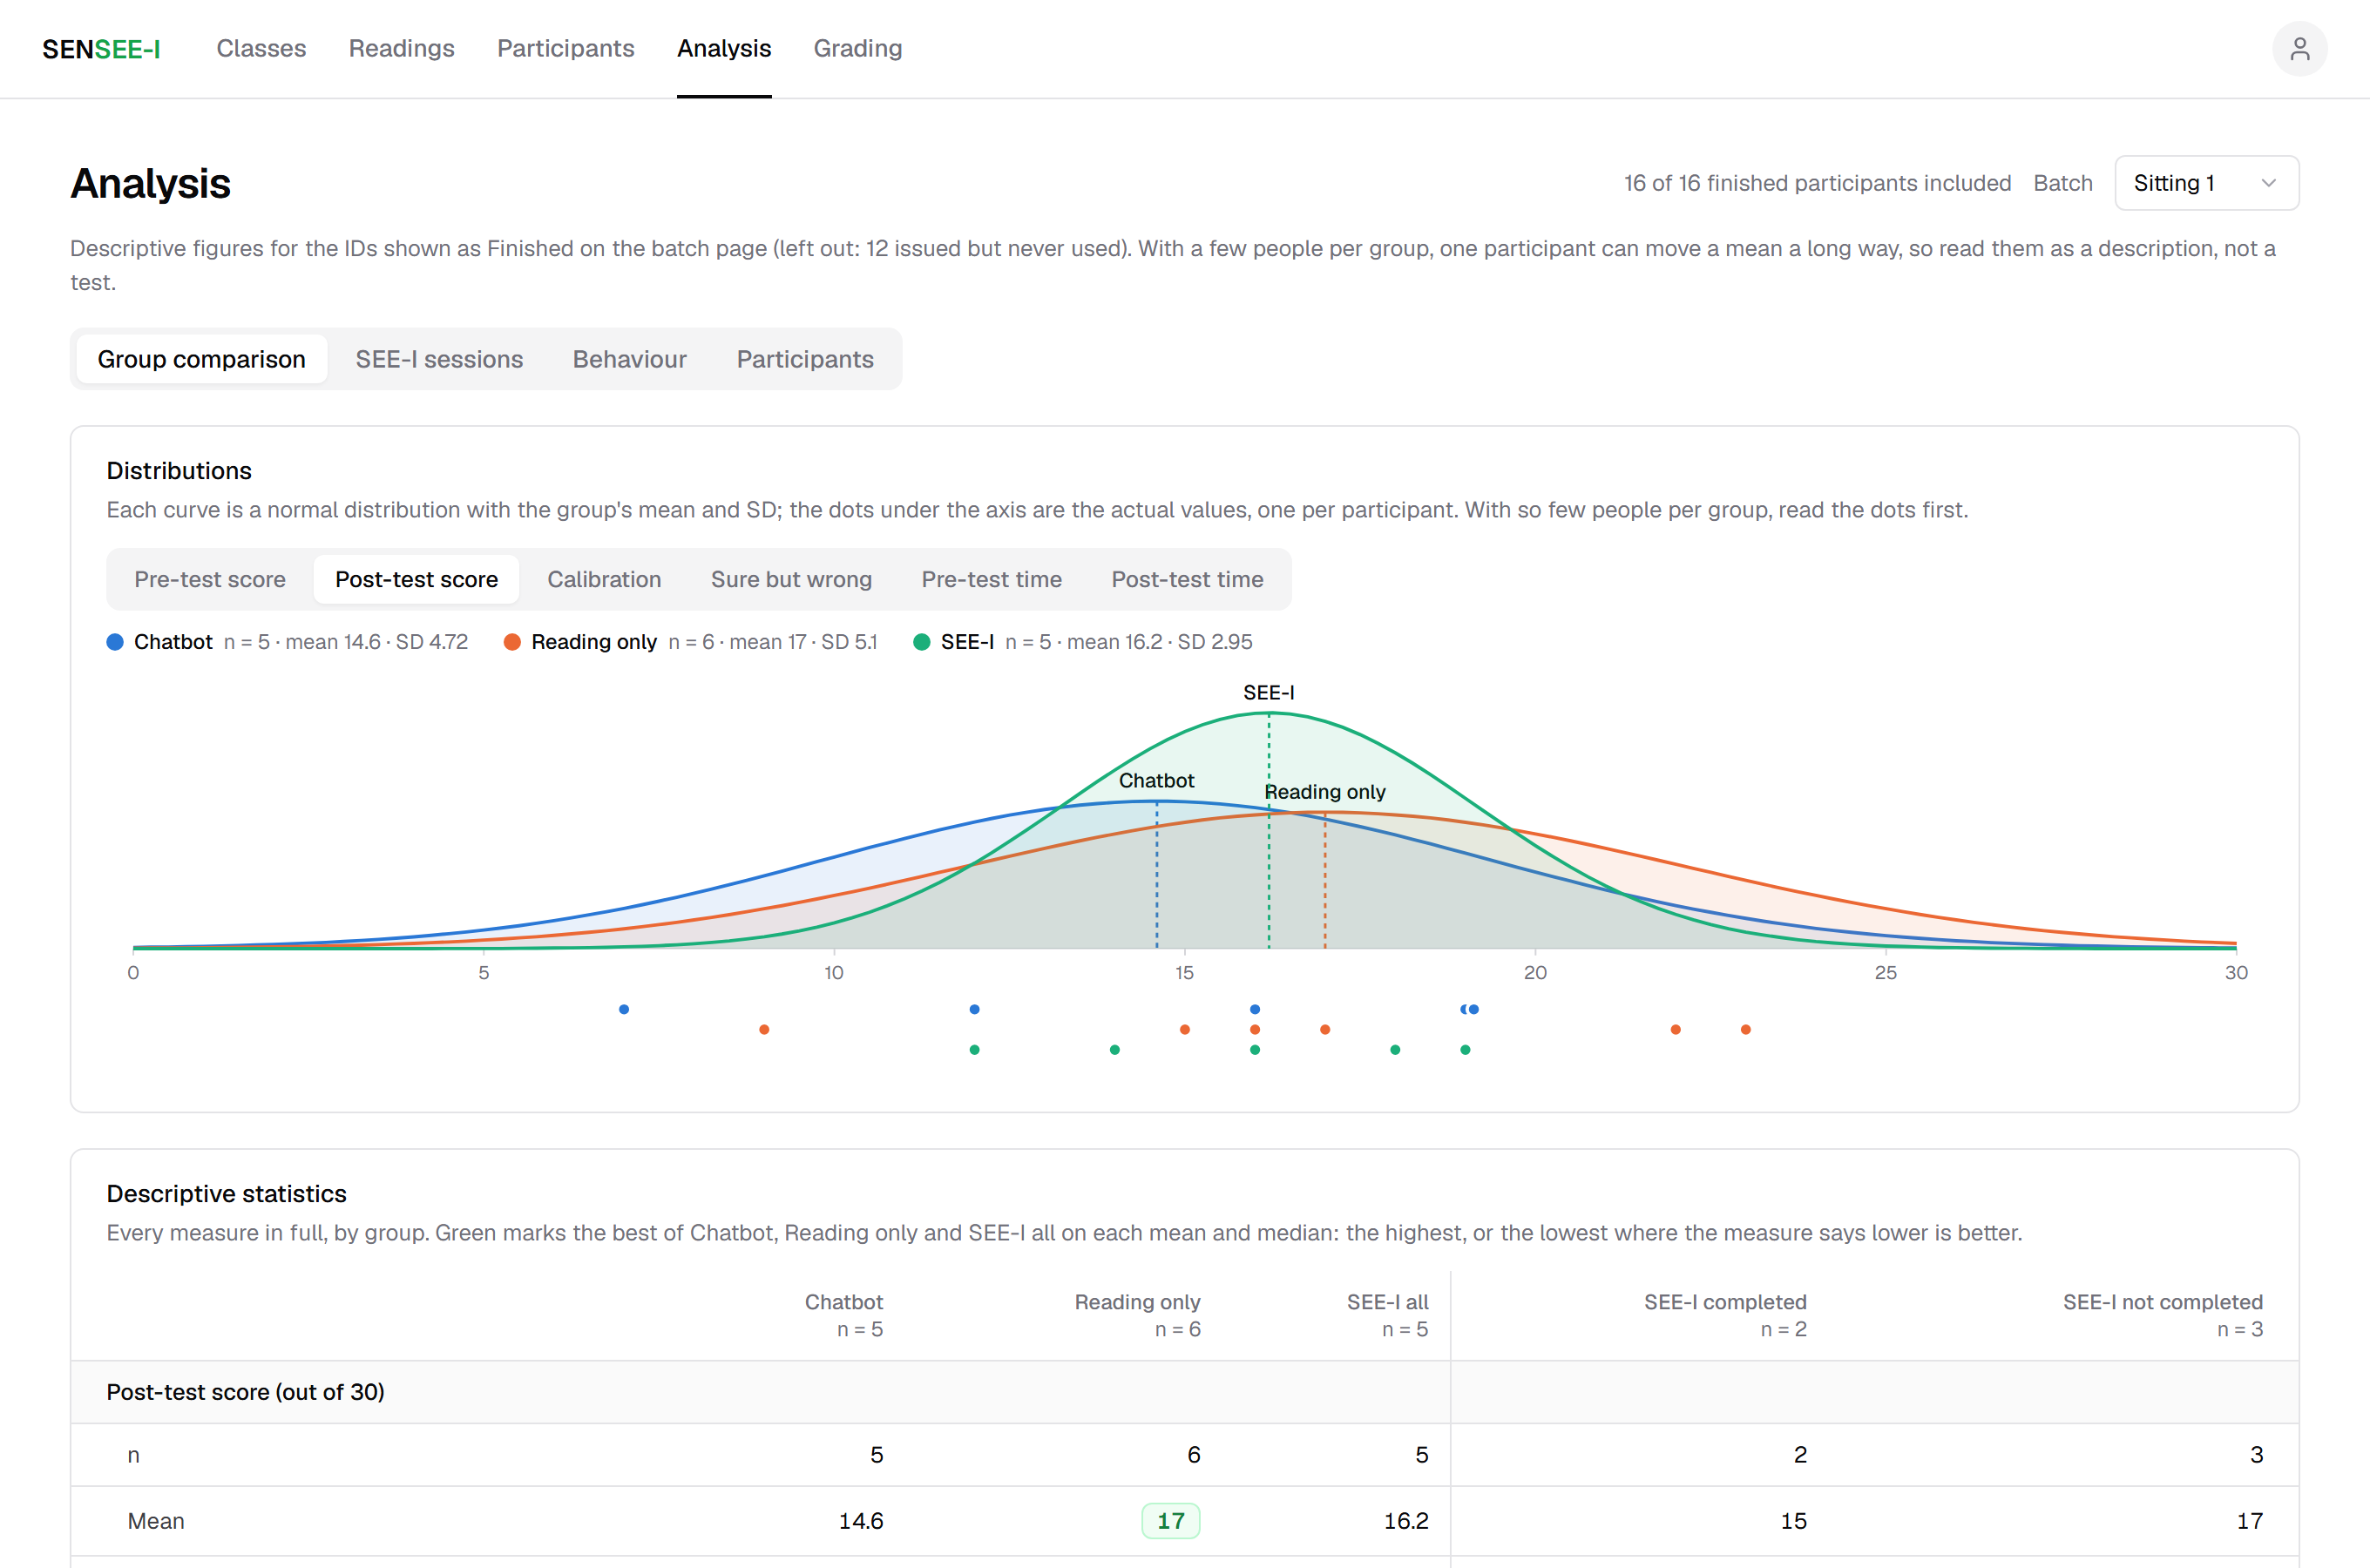 SENSEE-I Classes Readings Participants Analysis Grading
Analysis
16 of 16 finished participants included Batch Sitting 1
Descriptive figures for the IDs shown as Finished on the batch page (left out: 12 issued but never used). With a few people per group, one participant can move a mean a long way, so read them as a description, not a
test.
Group comparison SEE-I sessions Behaviour Participants
Distributions
Each curve is a normal distribution with the group's mean and SD; the dots under the axis are the actual values, one per participant. With so few people per group, read the dots first.
Pre-test score Post-test score Calibration Sure but wrong Pre-test time Post-test time
Chatbot n = 5 · mean 14.6 · SD 4.72 Reading only n = 6 · mean 17 · SD 5.1 SEE-I n = 5 · mean 16.2 · SD 2.95
SEE-I
Chatbot
Reading only
0 5 10 15 20 25 30
Descriptive statistics
Every measure in full, by group. Green marks the best of Chatbot, Reading only and SEE-I all on each mean and median: the highest, or the lowest where the measure says lower is better.
Chatbot Reading only SEE-I all SEE-I completed SEE-I not completed
n = 5 n = 6 n = 5 n = 2 n = 3
Post-test score (out of 30)
n 5 6 5 2 3
Mean 14.6 17 16.2 15 17